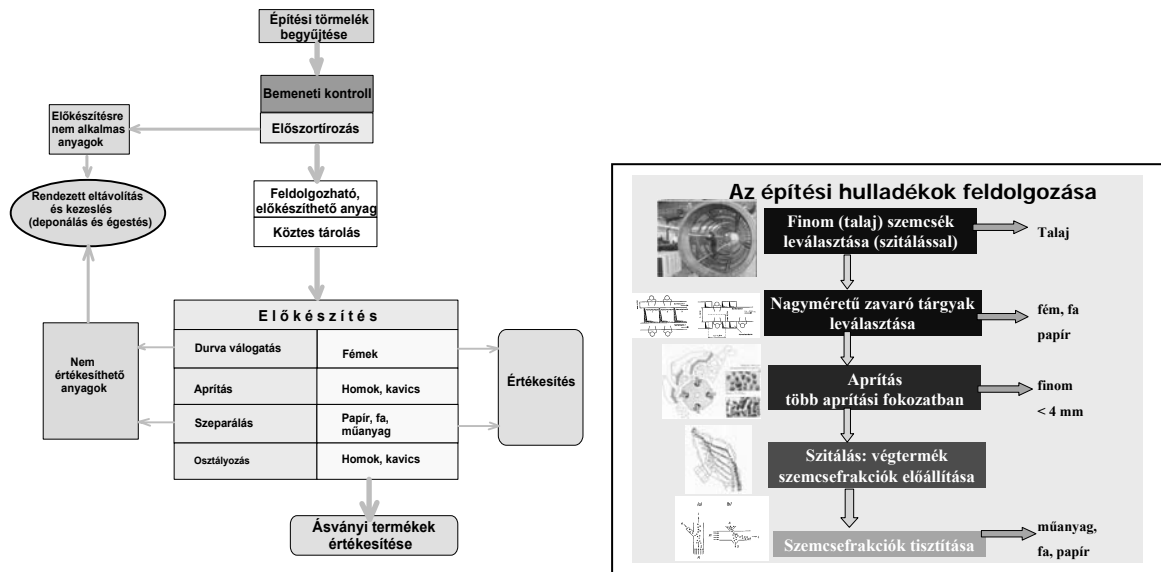 Építési törmelék
begyűjtése
Bemeneti kontroll
Előszortírozás
Előkészítésre
nem alkalmas
anyagok
Rendezett eltávolítás
és kezeslés
(deponálás és égestés)
Feldolgozható,
előkészíthető anyag
Köztes tárolás
Előkészítés
Durva válogatás
Fémek
Aprítás
Homok, kavics
Szeparálás
Papír, fa,
műanyag
Osztályozás
Homok, kavics
Nem
értékesíthető
anyagok
Értékesítés
Ásványi termékek
értékesítése
Az építési hulladékok feldolgozása
Finom (talaj) szemcsék
leválasztása (szitálással)
Talaj
Nagyméretű zavaró tárgyak
leválasztása
fém, fa
papír
Aprítás
több aprítási fokozatban
finom
< 4 mm
Szitálás: végtermék
szemcsefrakciók előállítása
Szemcsefrakciók tisztítása
műanyag,
fa, papír